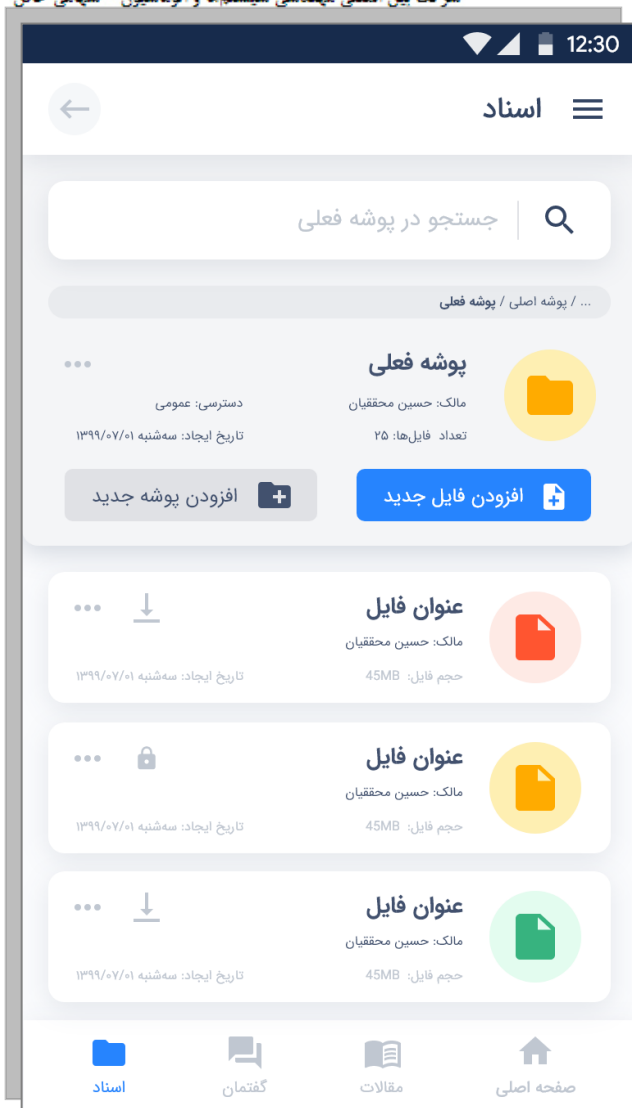 12:30
اسناد
جستجو در پوشه فعلی
... / پوشه اصلی / پوشه فعلی
پوشه فعلی
مالک: حسین محققیان دسترسی: عمومی
تعداد فایل‌ها: ۲۵ تاریخ ایجاد: سه‌شنبه ۱۳۹۹/۰۷/۰۱
افزودن فایل جدید افزودن پوشه جدید
عنوان فایل
مالک: حسین محققیان
حجم فایل: 45MB تاریخ ایجاد: سه‌شنبه ۱۳۹۹/۰۷/۰۱
عنوان فایل
مالک: حسین محققیان
حجم فایل: 45MB تاریخ ایجاد: سه‌شنبه ۱۳۹۹/۰۷/۰۱
عنوان فایل
مالک: حسین محققیان
حجم فایل: 45MB تاریخ ایجاد: سه‌شنبه ۱۳۹۹/۰۷/۰۱
صفحه اصلی مقالات گفتمان اسناد